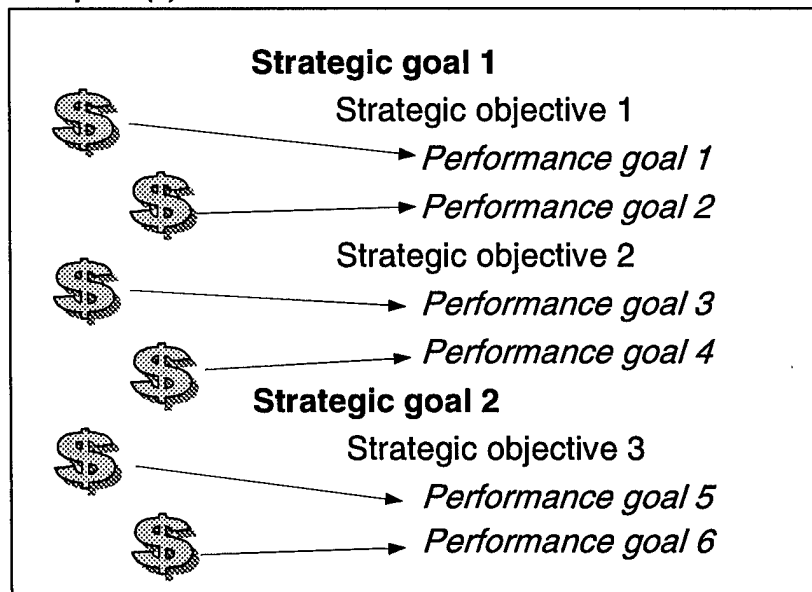 Strategic goal 1
Strategic objective 1
Performance goal 1
Performance goal 2
Strategic objective 2
Performance goal 3
Performance goal 4
Strategic goal 2
Strategic objective 3
Performance goal 5
Performance goal 6